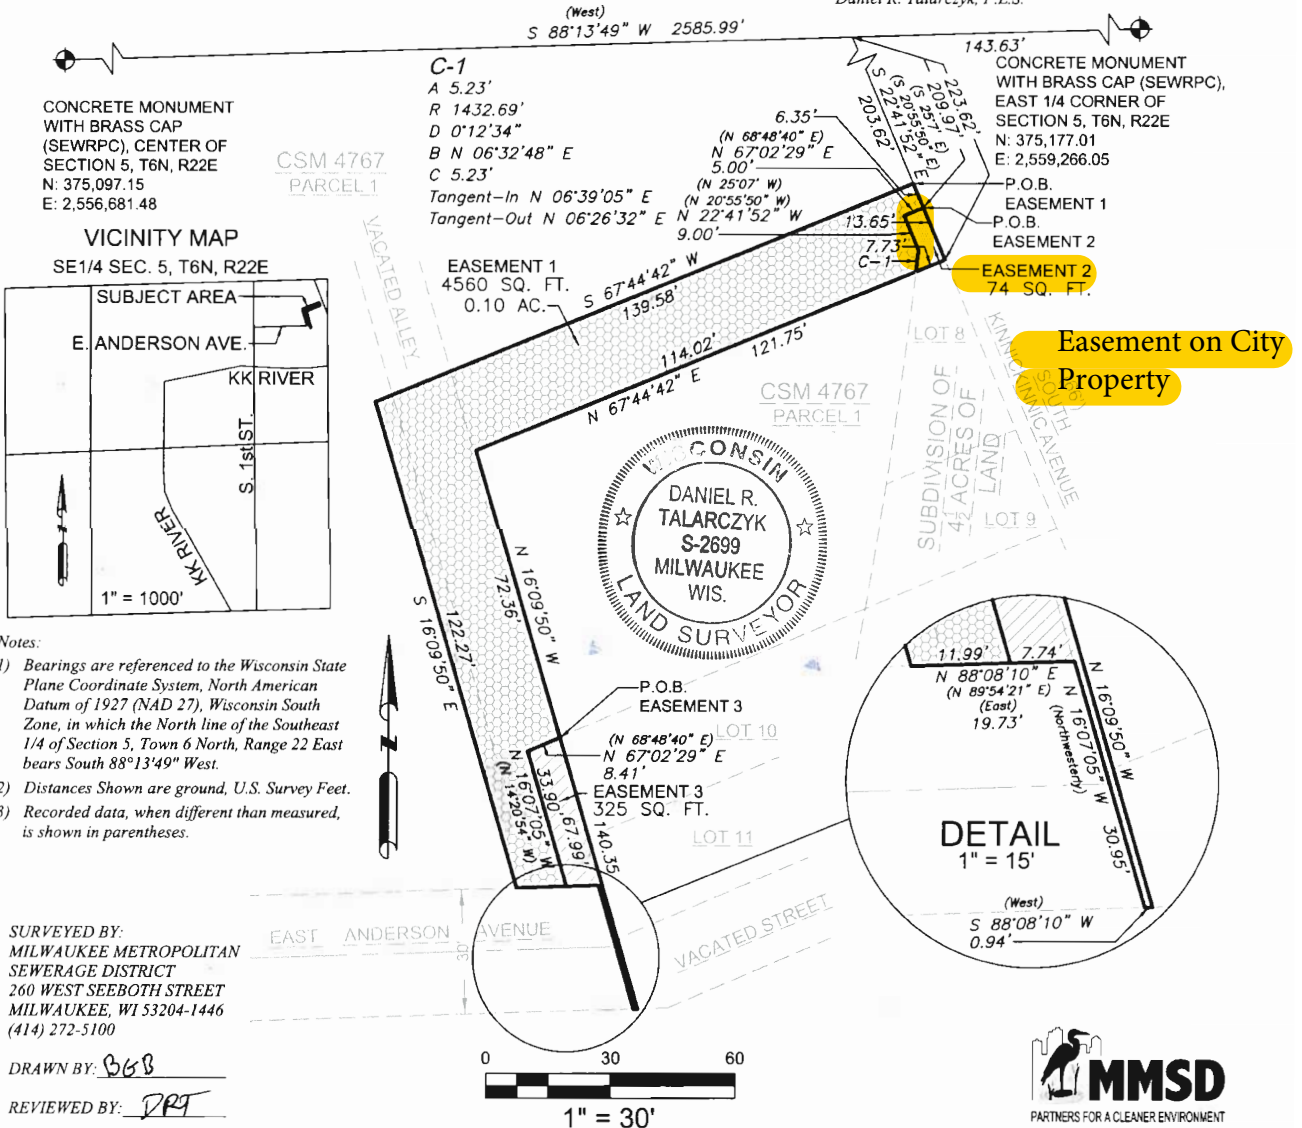 (West)
S 88°13'49" W 2585.99'
143.63'
CONCRETE MONUMENT
WITH BRASS CAP
(SEWRPC), CENTER OF
SECTION 5, T6N, R22E
N: 375,097.15
E: 2,556,681.48
CSM 4767
PARCEL 1
C-1
A 5.23'
R 1432.69'
D 0°12'34"
B N 06°32'48" E
C 5.23'
Tangent-In N 06°39'05" E
Tangent-Out N 06°26'32" E
6.35'
(N 68°48'40" E)
N 67°02'29" E
5.00'
(N 25°07' W)
(N 20°55'50" W)
N 22°41'52" W
9.00'
13.65'
7.73'
C-1
223.62'
209.97'
(S 25°7' E)
(S 20°55'50" E)
S 22°41'52" E
203.62'
CONCRETE MONUMENT
WITH BRASS CAP (SEWRPC),
EAST 1/4 CORNER OF
SECTION 5, T6N, R22E
N: 375,177.01
E: 2,559,266.05
P.O.B.
EASEMENT 1
P.O.B.
EASEMENT 2
EASEMENT 2
74 SQ. FT.
Easement on City
Property
VICINITY MAP
SE1/4 SEC. 5, T6N, R22E
SUBJECT AREA
E. ANDERSON AVE.
KK RIVER
S. 1st ST.
KK RIVER
1" = 1000'
VACATED ALLEY
EASEMENT 1
4560 SQ. FT.
0.10 AC.
S 67°44'42" W
139.58'
114.02'
121.75'
N 67°44'42" E
CSM 4767
PARCEL 1
LOT 8
SUBDIVISION OF
4½ ACRES OF
LAND
LOT 9
SOUTH
KINNICKINNIC AVENUE
WISCONSIN
DANIEL R.
TALARCZYK
S-2699
MILWAUKEE
WIS.
LAND SURVEYOR
N 16°09'50" W
72.36'
122.27'
S 16°09'50" E
P.O.B.
EASEMENT 3
LOT 10
(N 68°48'40" E)
N 67°02'29" E
8.41'
EASEMENT 3
325 SQ. FT.
33.90'
N 16°07'05" W
(N 14°20'54" W)
67.99'
140.35
LOT 11
EAST ANDERSON AVENUE
30'
VACATED STREET
11.99' 7.74'
N 88°08'10" E
(N 89°54'21" E)
(East)
19.73'
N 16°09'50" W
N 16°07'05" W
(Northwesterly)
30.95'
DETAIL
1" = 15'
(West)
S 88°08'10" W
0.94'
Notes:
Bearings are referenced to the Wisconsin State
Plane Coordinate System, North American
Datum of 1927 (NAD 27), Wisconsin South
Zone, in which the North line of the Southeast
1/4 of Section 5, Town 6 North, Range 22 East
bears South 88°13'49" West.
2) Distances Shown are ground, U.S. Survey Feet.
3) Recorded data, when different than measured,
is shown in parentheses.
SURVEYED BY:
MILWAUKEE METROPOLITAN
SEWERAGE DISTRICT
260 WEST SEEBOTH STREET
MILWAUKEE, WI 53204-1446
(414) 272-5100
DRAWN BY: BGB
REVIEWED BY: DRT
0 30 60
1" = 30'
MMSD
PARTNERS FOR A CLEANER ENVIRONMENT